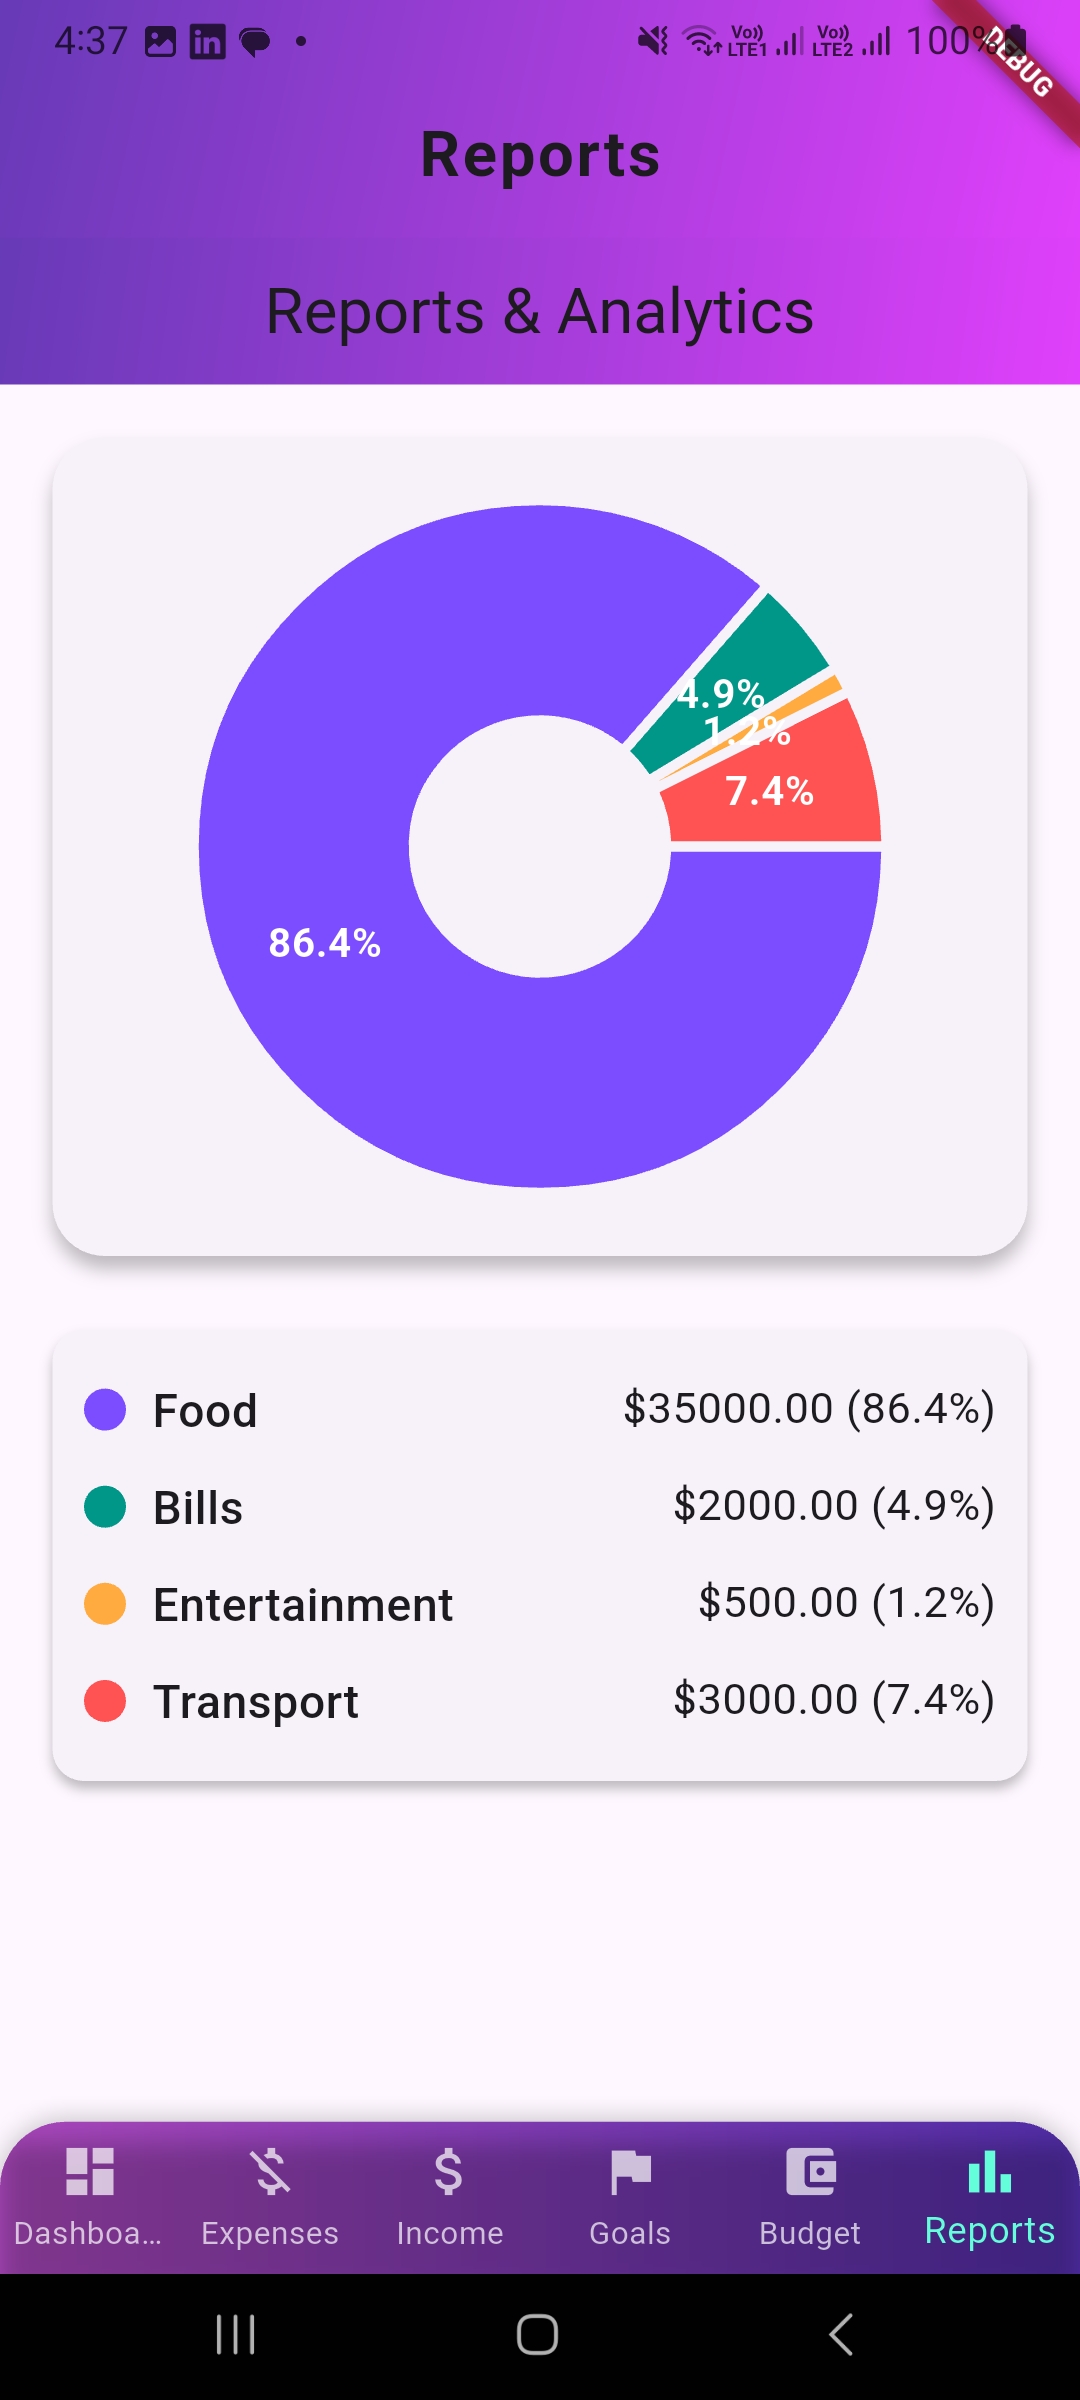 4:37 in Vo)) LTE1 Vo)) LTE2 100%
DEBUG
Reports
Reports & Analytics
4.9%
1.2%
7.4%
86.4%
Food $35000.00 (86.4%)
Bills $2000.00 (4.9%)
Entertainment $500.00 (1.2%)
Transport $3000.00 (7.4%)
Dashboa... Expenses Income Goals Budget Reports